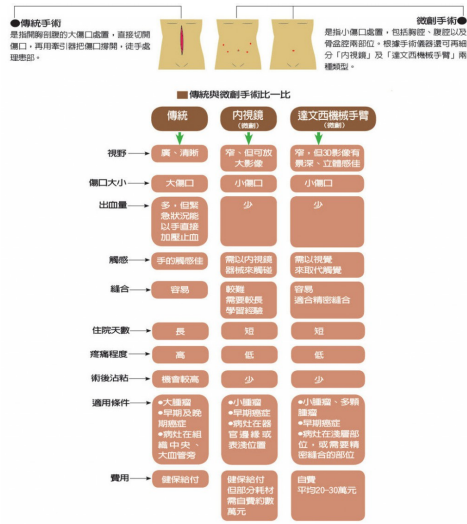 ●傳統手術
是指開胸剖腹的大傷口處置，直接切開
傷口，再用牽引器把傷口撐開，徒手處
理患部。
微創手術●
是指小傷口處置，包括胸腔、腹腔以及
骨盆腔兩部位。根據手術儀器還可再細
分「內視鏡」及「達文西機械手臂」兩
種類型。
傳統與微創手術比一比
傳統
內視鏡
(微創)
達文西機械手臂
(微創)
視野
廣、清晰
窄、但可放
大影像
窄，但3D影像有
景深、立體感佳
傷口大小
大傷口
小傷口
小傷口
出血量
多，但緊
急狀況能
以手直接
加壓止血
少
少
觸感
手的觸感佳
需以內視鏡
器械來觸碰
需以視覺
來取代觸覺
縫合
容易
較難
需要較長
學習經驗
容易
適合精密縫合
住院天數
長
短
短
疼痛程度
高
低
低
術後沾粘
機會較高
少
少
適用條件
●大腫瘤
●早期及晚
期癌症
●病灶在組
織中央、
大血管旁
●小腫瘤
●早期癌症
●病灶在器
官邊緣或
表淺位置
●小腫瘤、多顆
腫瘤
●早期癌症
●病灶在淺層部
位，或需要精
密縫合的部位
費用
健保給付
健保給付
但部分耗材
需自費約數
萬元
自費
平均20-30萬元